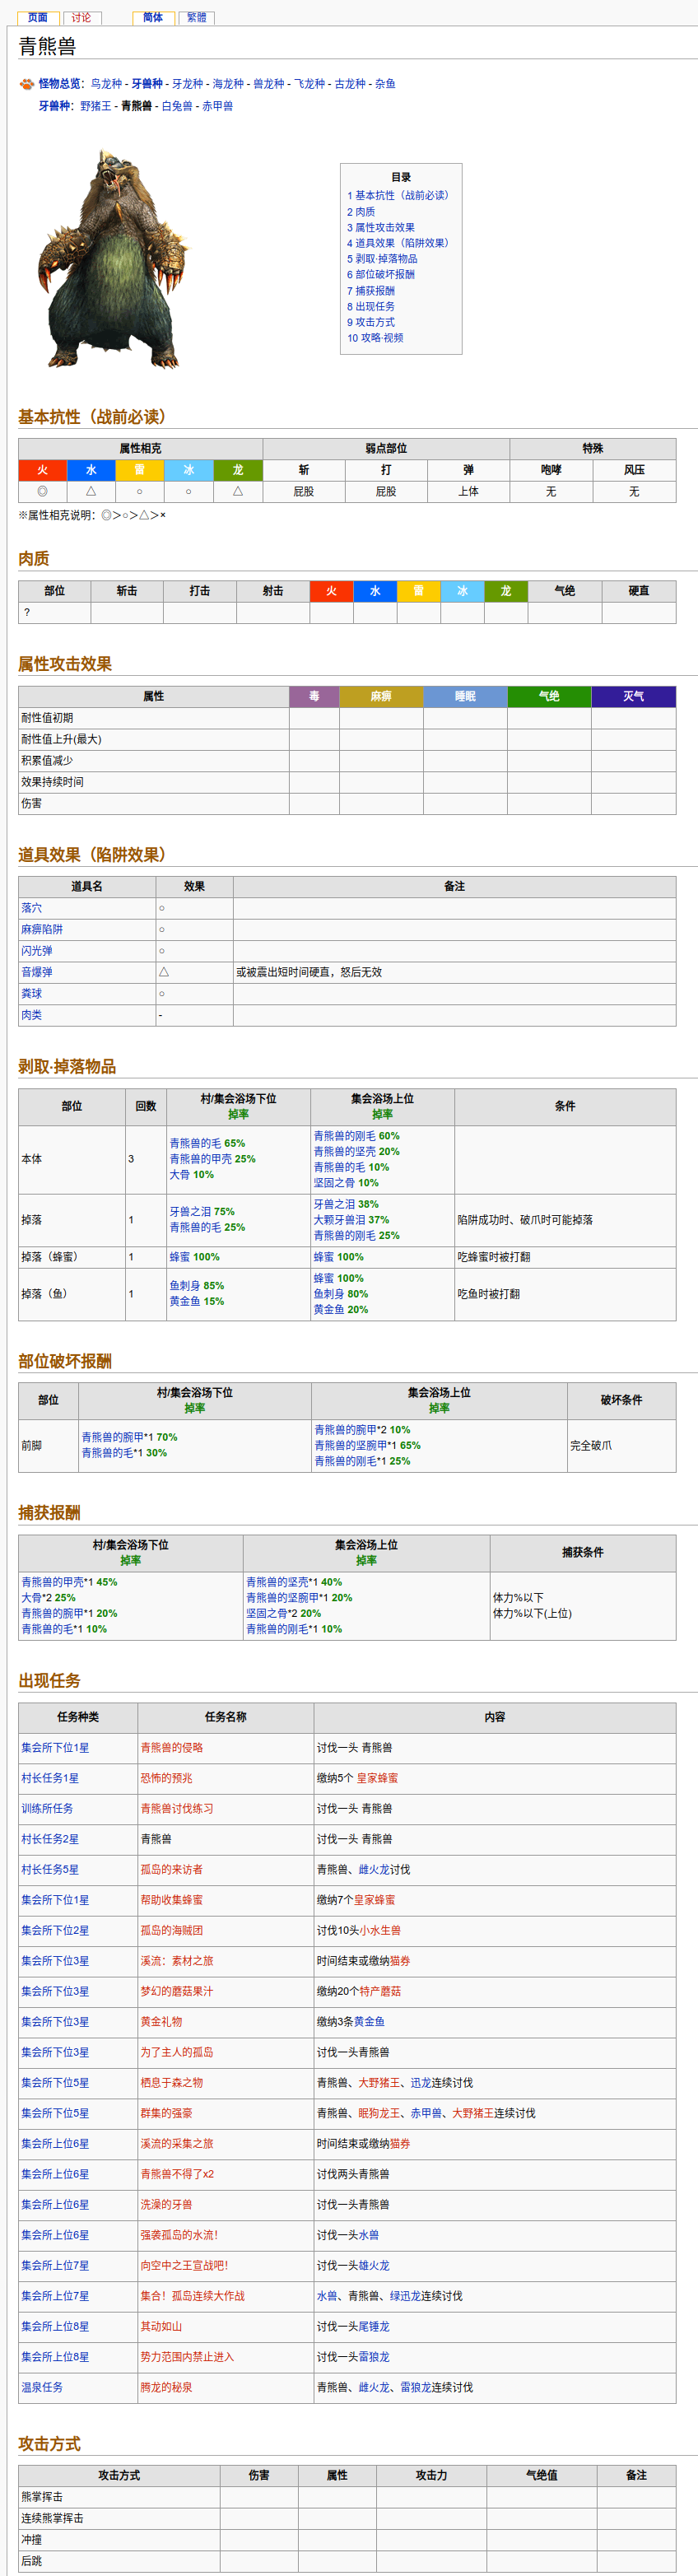 页面 讨论 简体 繁體
青熊兽
怪物总览：鸟龙种 - 牙兽种 - 牙龙种 - 海龙种 - 兽龙种 - 飞龙种 - 古龙种 - 杂鱼
牙兽种：野猪王 - 青熊兽 - 白兔兽 - 赤甲兽
目录
1 基本抗性（战前必读）
2 肉质
3 属性攻击效果
4 道具效果（陷阱效果）
5 剥取·掉落物品
6 部位破坏报酬
7 捕获报酬
8 出现任务
9 攻击方式
10 攻略·视频
基本抗性（战前必读）
属性相克 弱点部位 特殊
火 水 雷 冰 龙 斩 打 弹 咆哮 风压
◎ △ ○ ○ △ 屁股 屁股 上体 无 无
※属性相克说明：◎＞○＞△＞×
肉质
部位 斩击 打击 射击 火 水 雷 冰 龙 气绝 硬直
?
属性攻击效果
属性 毒 麻痹 睡眠 气绝 灭气
耐性值初期
耐性值上升(最大)
积累值减少
效果持续时间
伤害
道具效果（陷阱效果）
道具名 效果 备注
落穴 ○
麻痹陷阱 ○
闪光弹 ○
音爆弹 △ 或被震出短时间硬直，怒后无效
粪球 ○
肉类 -
剥取·掉落物品
部位 回数 村/集会浴场下位 集会浴场上位 条件
掉率 掉率
本体 3 青熊兽的毛 65% 青熊兽的刚毛 60%
青熊兽的甲壳 25% 青熊兽的坚壳 20%
大骨 10% 青熊兽的毛 10%
坚固之骨 10%
掉落 1 牙兽之泪 75% 牙兽之泪 38% 陷阱成功时、破爪时可能掉落
青熊兽的毛 25% 大颗牙兽泪 37%
青熊兽的刚毛 25%
掉落（蜂蜜） 1 蜂蜜 100% 蜂蜜 100% 吃蜂蜜时被打翻
掉落（鱼） 1 鱼刺身 85% 蜂蜜 100% 吃鱼时被打翻
黄金鱼 15% 鱼刺身 80%
黄金鱼 20%
部位破坏报酬
部位 村/集会浴场下位 集会浴场上位 破坏条件
掉率 掉率
前脚 青熊兽的腕甲*1 70% 青熊兽的腕甲*2 10% 完全破爪
青熊兽的毛*1 30% 青熊兽的坚腕甲*1 65%
青熊兽的刚毛*1 25%
捕获报酬
村/集会浴场下位 集会浴场上位 捕获条件
掉率 掉率
青熊兽的甲壳*1 45% 青熊兽的坚壳*1 40%
大骨*2 25% 青熊兽的坚腕甲*1 20% 体力%以下
青熊兽的腕甲*1 20% 坚固之骨*2 20% 体力%以下(上位)
青熊兽的毛*1 10% 青熊兽的刚毛*1 10%
出现任务
任务种类 任务名称 内容
集会所下位1星 青熊兽的侵略 讨伐一头 青熊兽
村长任务1星 恐怖的预兆 缴纳5个 皇家蜂蜜
训练所任务 青熊兽讨伐练习 讨伐一头 青熊兽
村长任务2星 青熊兽 讨伐一头 青熊兽
村长任务5星 孤岛的来访者 青熊兽、雌火龙讨伐
集会所下位1星 帮助收集蜂蜜 缴纳7个皇家蜂蜜
集会所下位2星 孤岛的海贼团 讨伐10头小水生兽
集会所下位3星 溪流：素材之旅 时间结束或缴纳猫券
集会所下位3星 梦幻的蘑菇果汁 缴纳20个特产蘑菇
集会所下位3星 黄金礼物 缴纳3条黄金鱼
集会所下位3星 为了主人的孤岛 讨伐一头青熊兽
集会所下位5星 栖息于森之物 青熊兽、大野猪王、迅龙连续讨伐
集会所下位5星 群集的强豪 青熊兽、眠狗龙王、赤甲兽、大野猪王连续讨伐
集会所上位6星 溪流的采集之旅 时间结束或缴纳猫券
集会所上位6星 青熊兽不得了x2 讨伐两头青熊兽
集会所上位6星 洗澡的牙兽 讨伐一头青熊兽
集会所上位6星 强袭孤岛的水流！ 讨伐一头水兽
集会所上位7星 向空中之王宣战吧！ 讨伐一头雄火龙
集会所上位7星 集合！孤岛连续大作战 水兽、青熊兽、绿迅龙连续讨伐
集会所上位8星 其动如山 讨伐一头尾锤龙
集会所上位8星 势力范围内禁止进入 讨伐一头雷狼龙
温泉任务 腾龙的秘泉 青熊兽、雌火龙、雷狼龙连续讨伐
攻击方式
攻击方式 伤害 属性 攻击力 气绝值 备注
熊掌挥击
连续熊掌挥击
冲撞
后跳